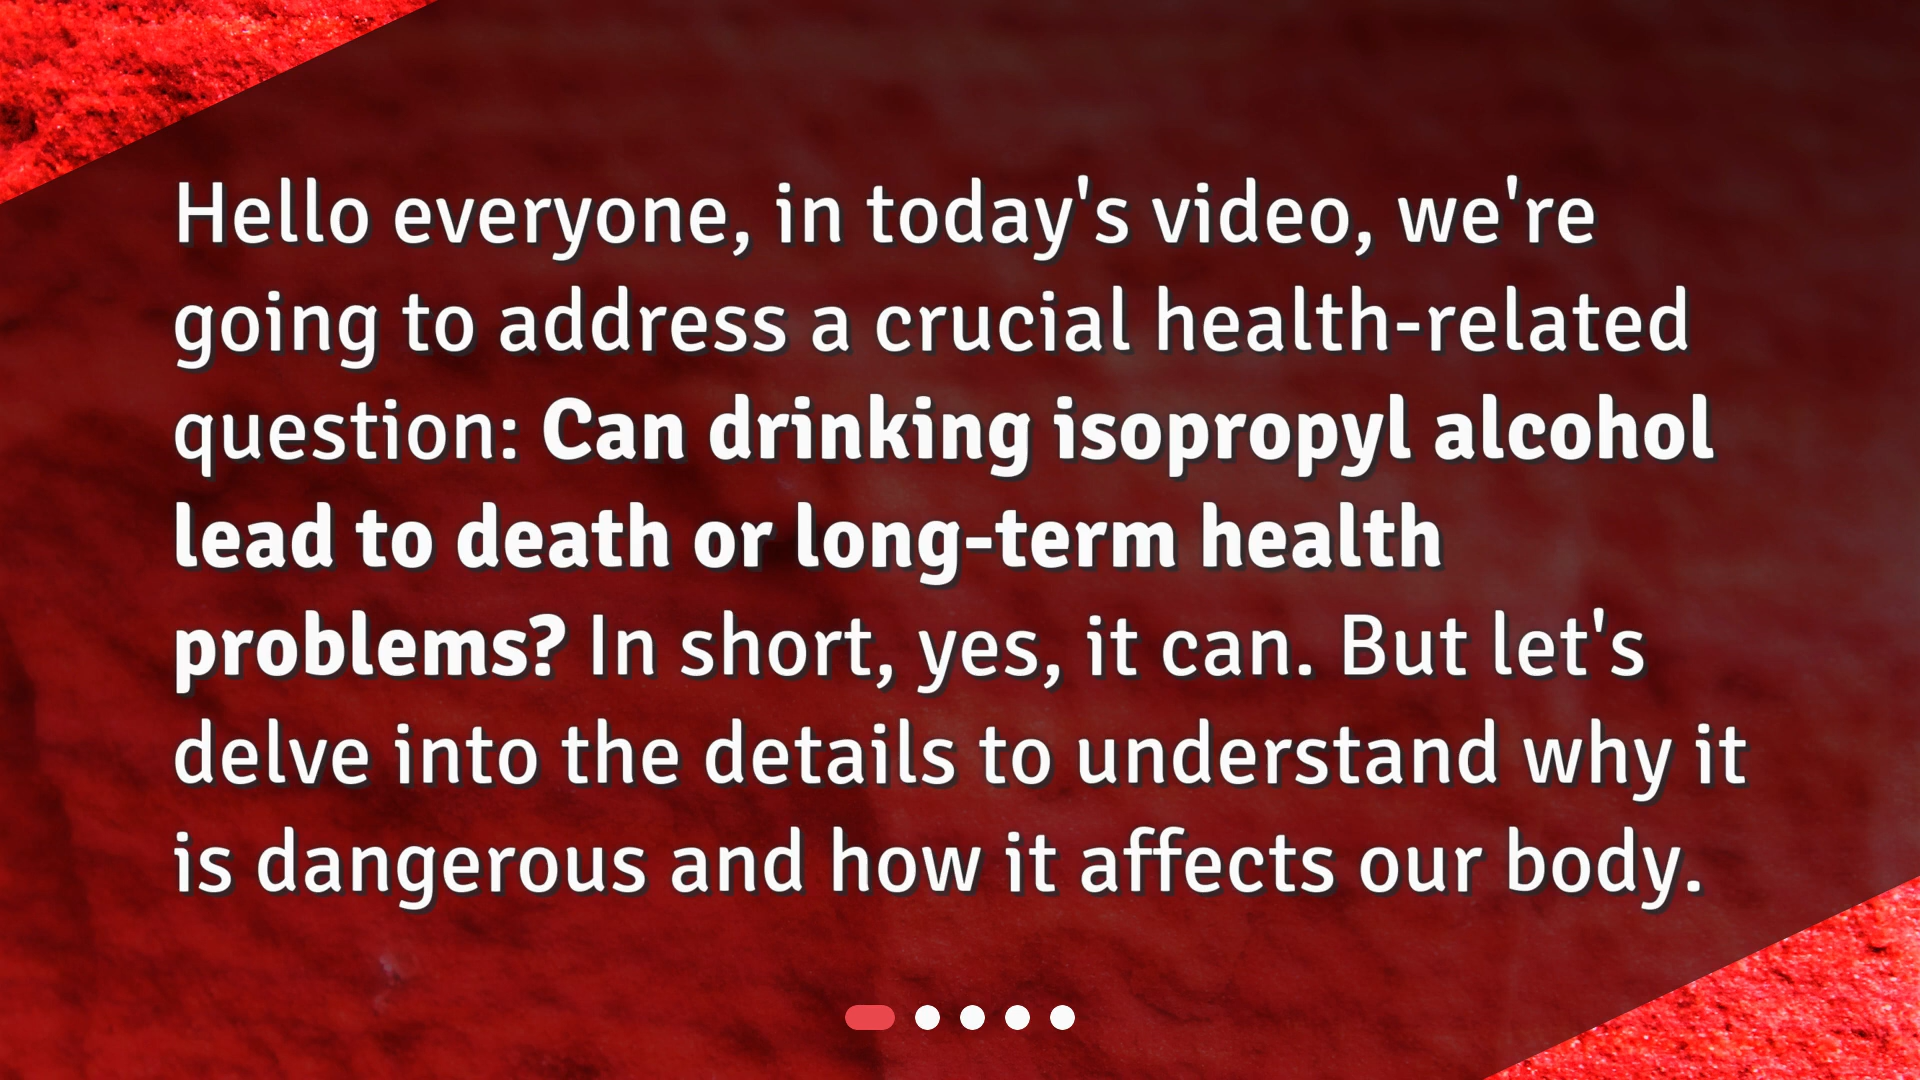 Hello everyone, in today's video, we're
going to address a crucial health-related
question: Can drinking isopropyl alcohol
lead to death or long-term health
problems? In short, yes, it can. But let's
delve into the details to understand why it
is dangerous and how it affects our body.